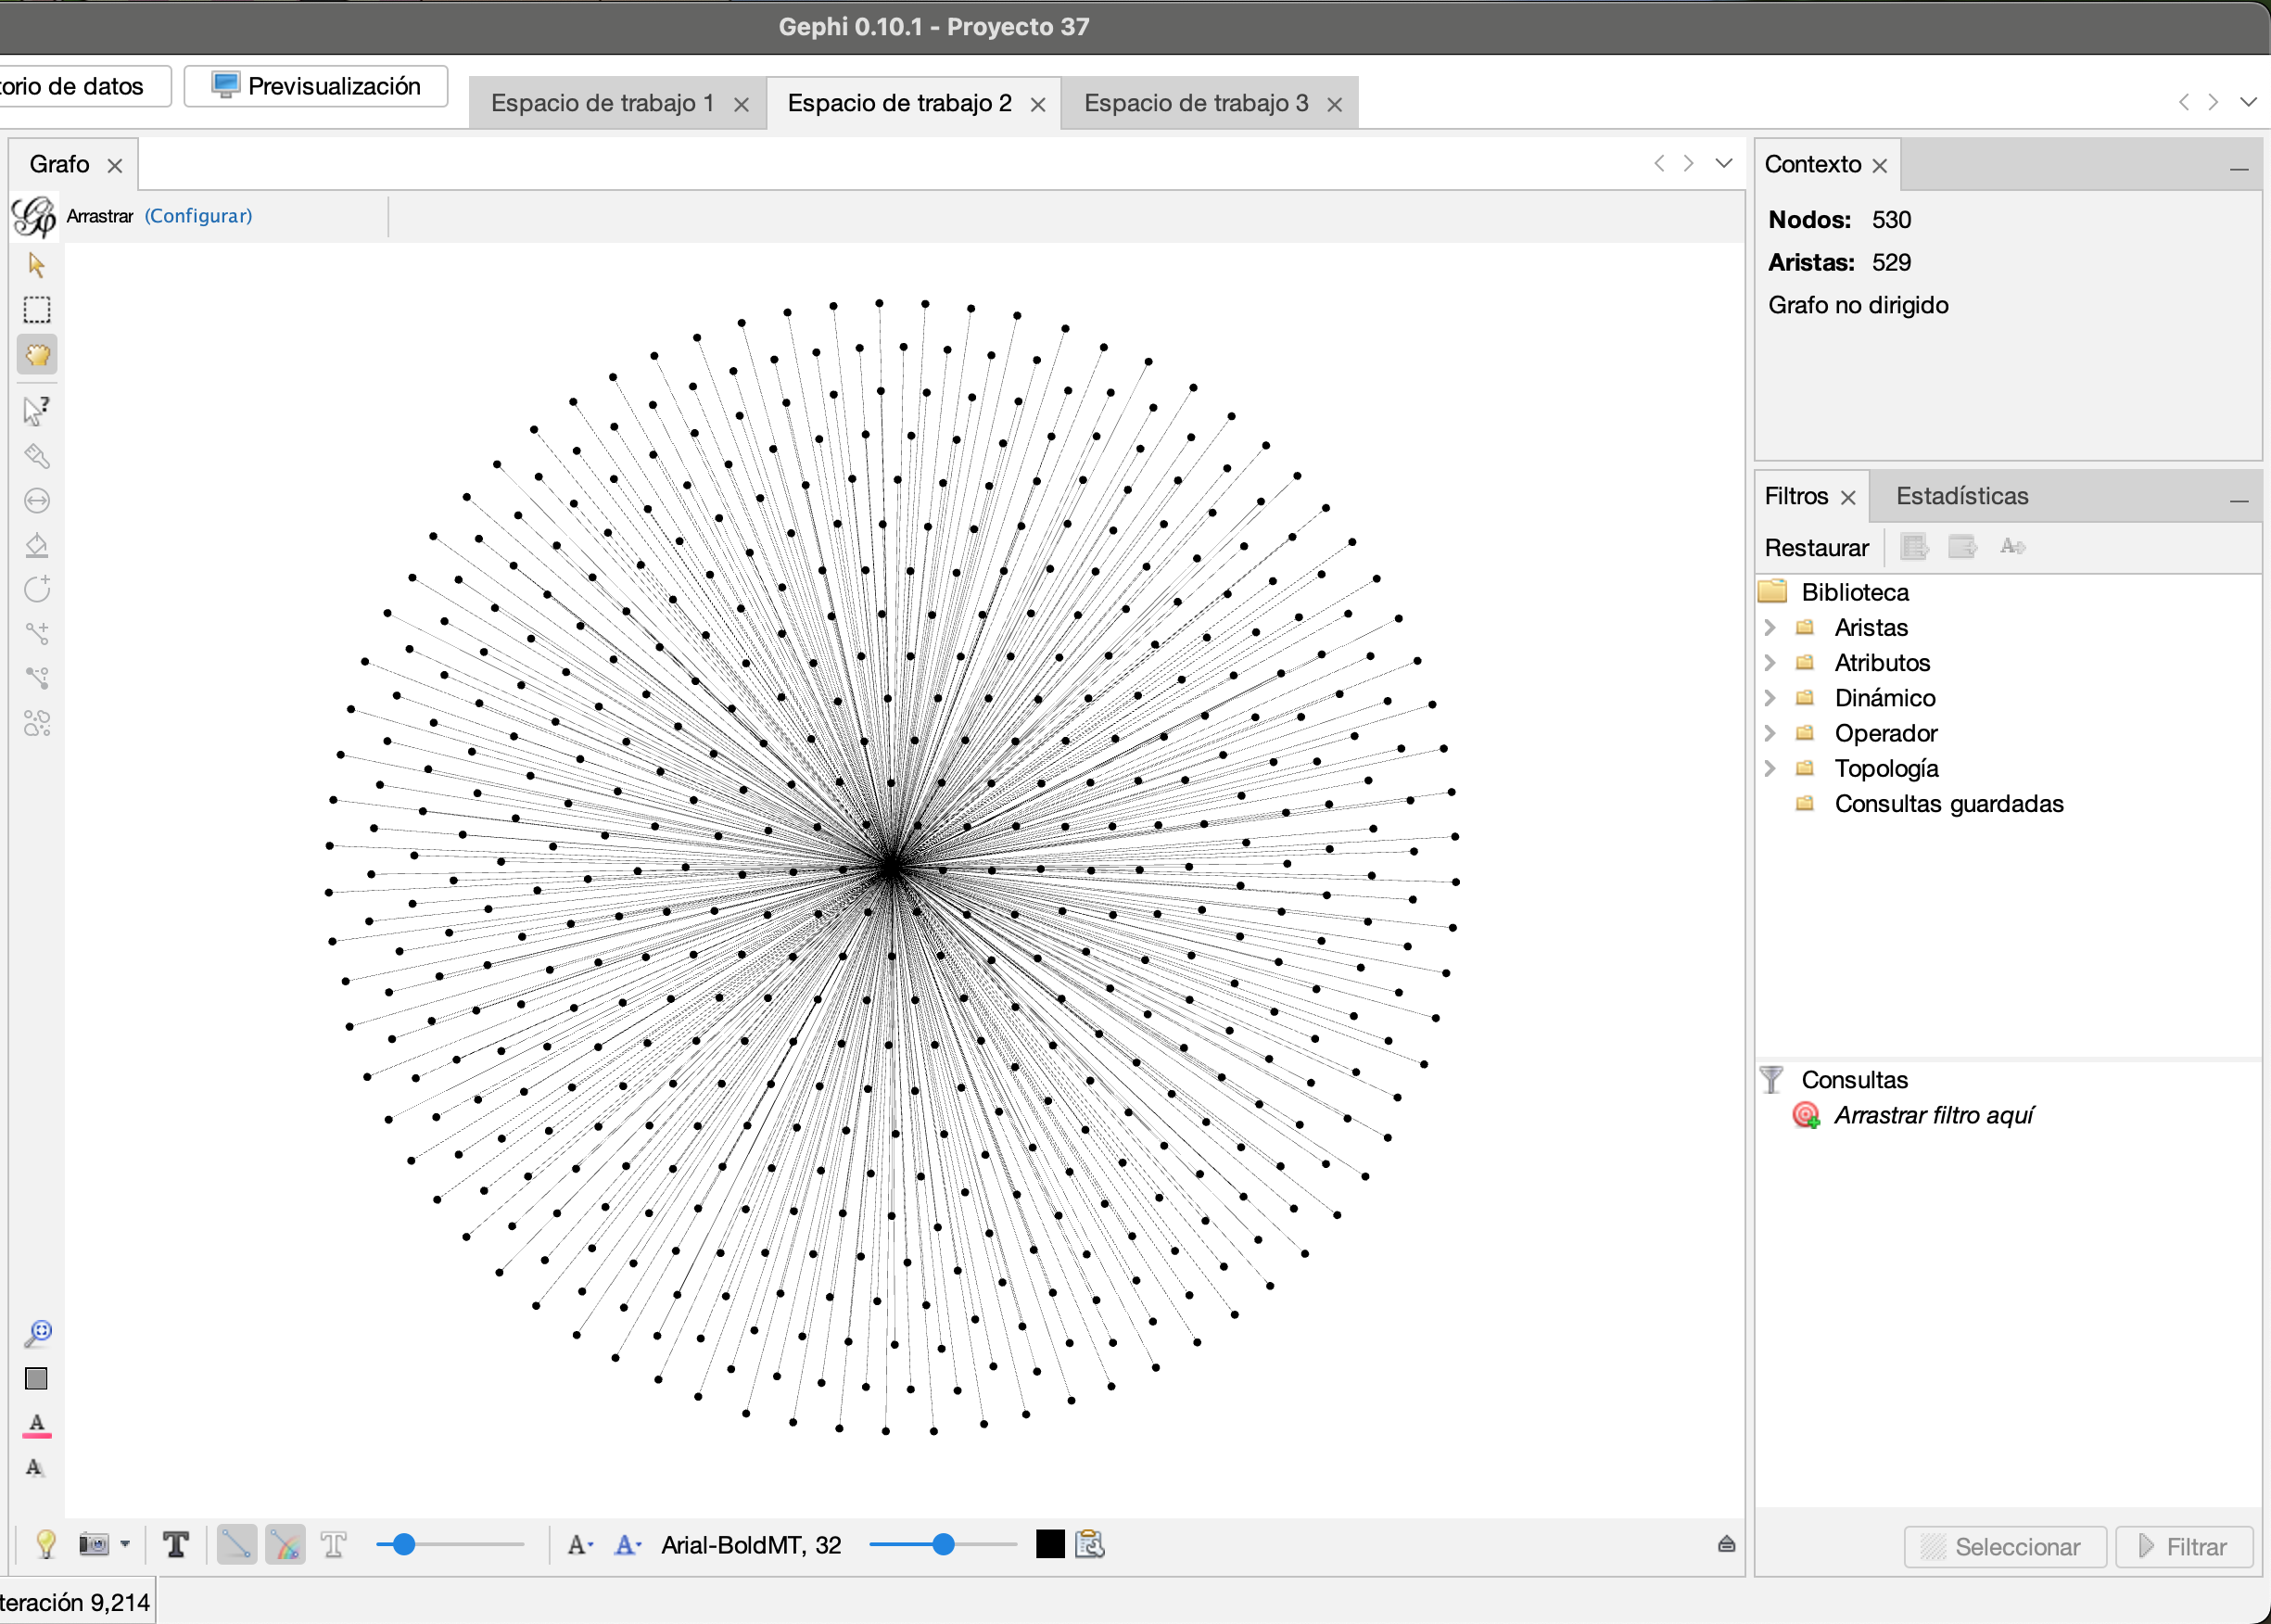 Gephi 0.10.1 - Proyecto 37
torio de datos
Previsualización
Espacio de trabajo 1
Espacio de trabajo 2
Espacio de trabajo 3
Grafo
Arrastrar (Configurar)
Contexto
Nodos: 530
Aristas: 529
Grafo no dirigido
Filtros
Estadísticas
Restaurar
Biblioteca
Aristas
Atributos
Dinámico
Operador
Topología
Consultas guardadas
Consultas
Arrastrar filtro aquí
Arial-BoldMT, 32
Seleccionar
Filtrar
teración 9,214